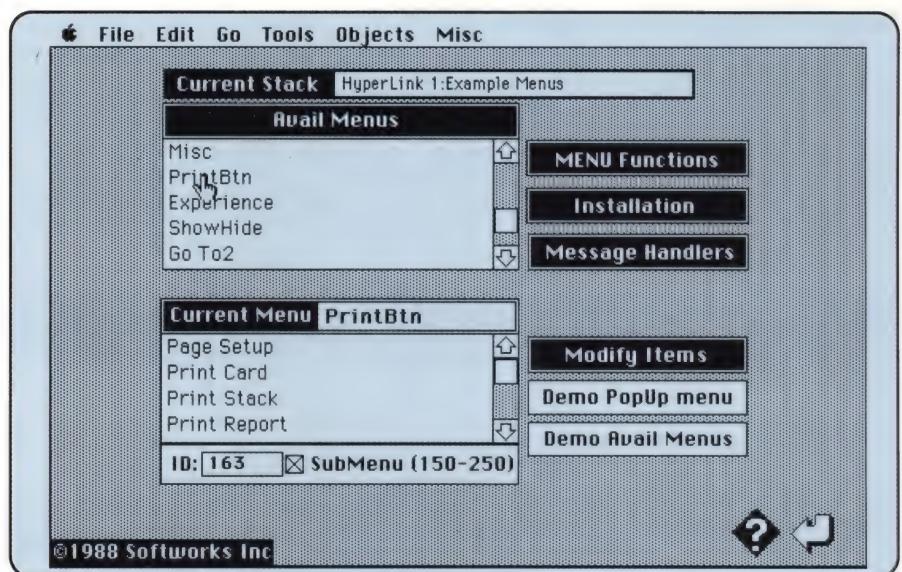 File Edit Go Tools Objects Misc
Current Stack HyperLink 1:Example Menus
Avail Menus
Misc
PrintBtn
Experience
ShowHide
Go To2
MENU Functions
Installation
Message Handlers
Current Menu PrintBtn
Page Setup
Print Card
Print Stack
Print Report
ID: 163 SubMenu (150-250)
Modify Items
Demo PopUp menu
Demo Avail Menus
?
©1988 Softworks Inc